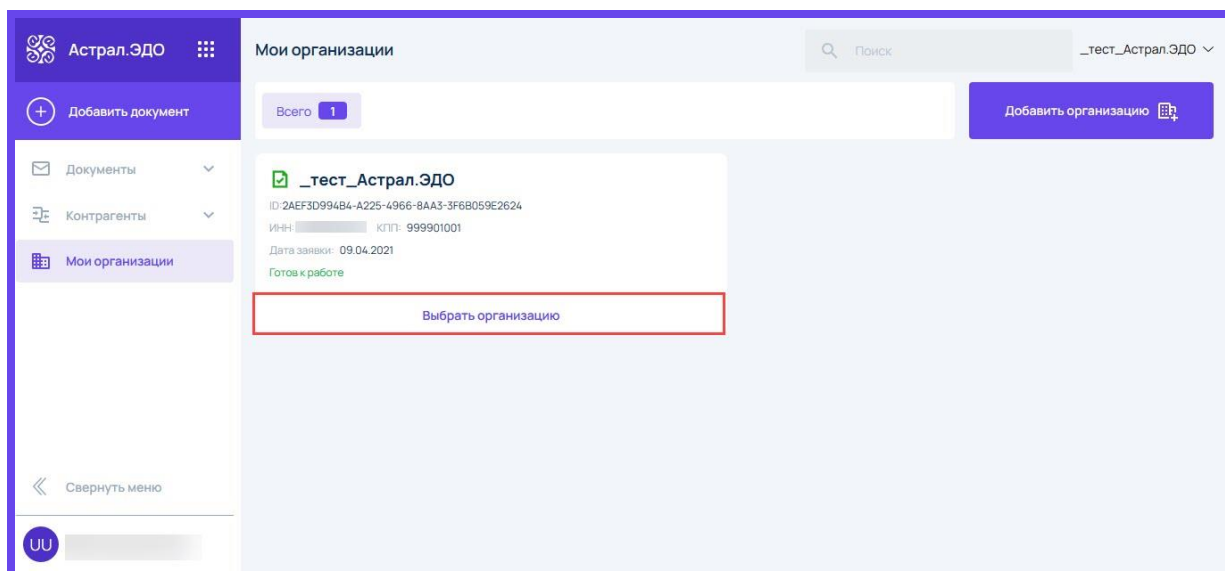 Астрал.ЭДО
Мои организации
Поиск
_тест_Астрал.ЭДО
Добавить документ
Всего 1
Добавить организацию
Документы
Контрагенты
Мои организации
_тест_Астрал.ЭДО
ID:2AEF3D994B4-A225-4966-8AA3-3F6B059E2624
ИНН: КПП: 999901001
Дата заявки: 09.04.2021
Готов к работе
Выбрать организацию
Свернуть меню
UU